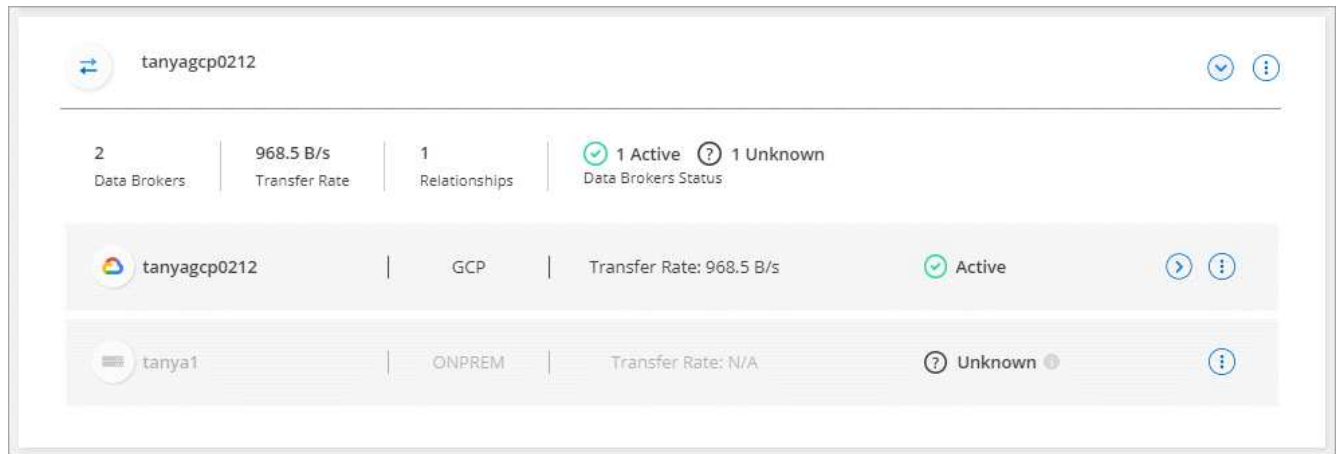 tanyagcp0212
2 968.5 B/s 1 1 Active 1 Unknown
Data Brokers Transfer Rate Relationships Data Brokers Status
tanyagcp0212 GCP Transfer Rate: 968.5 B/s Active
tanya1 ONPREM Transfer Rate: N/A Unknown